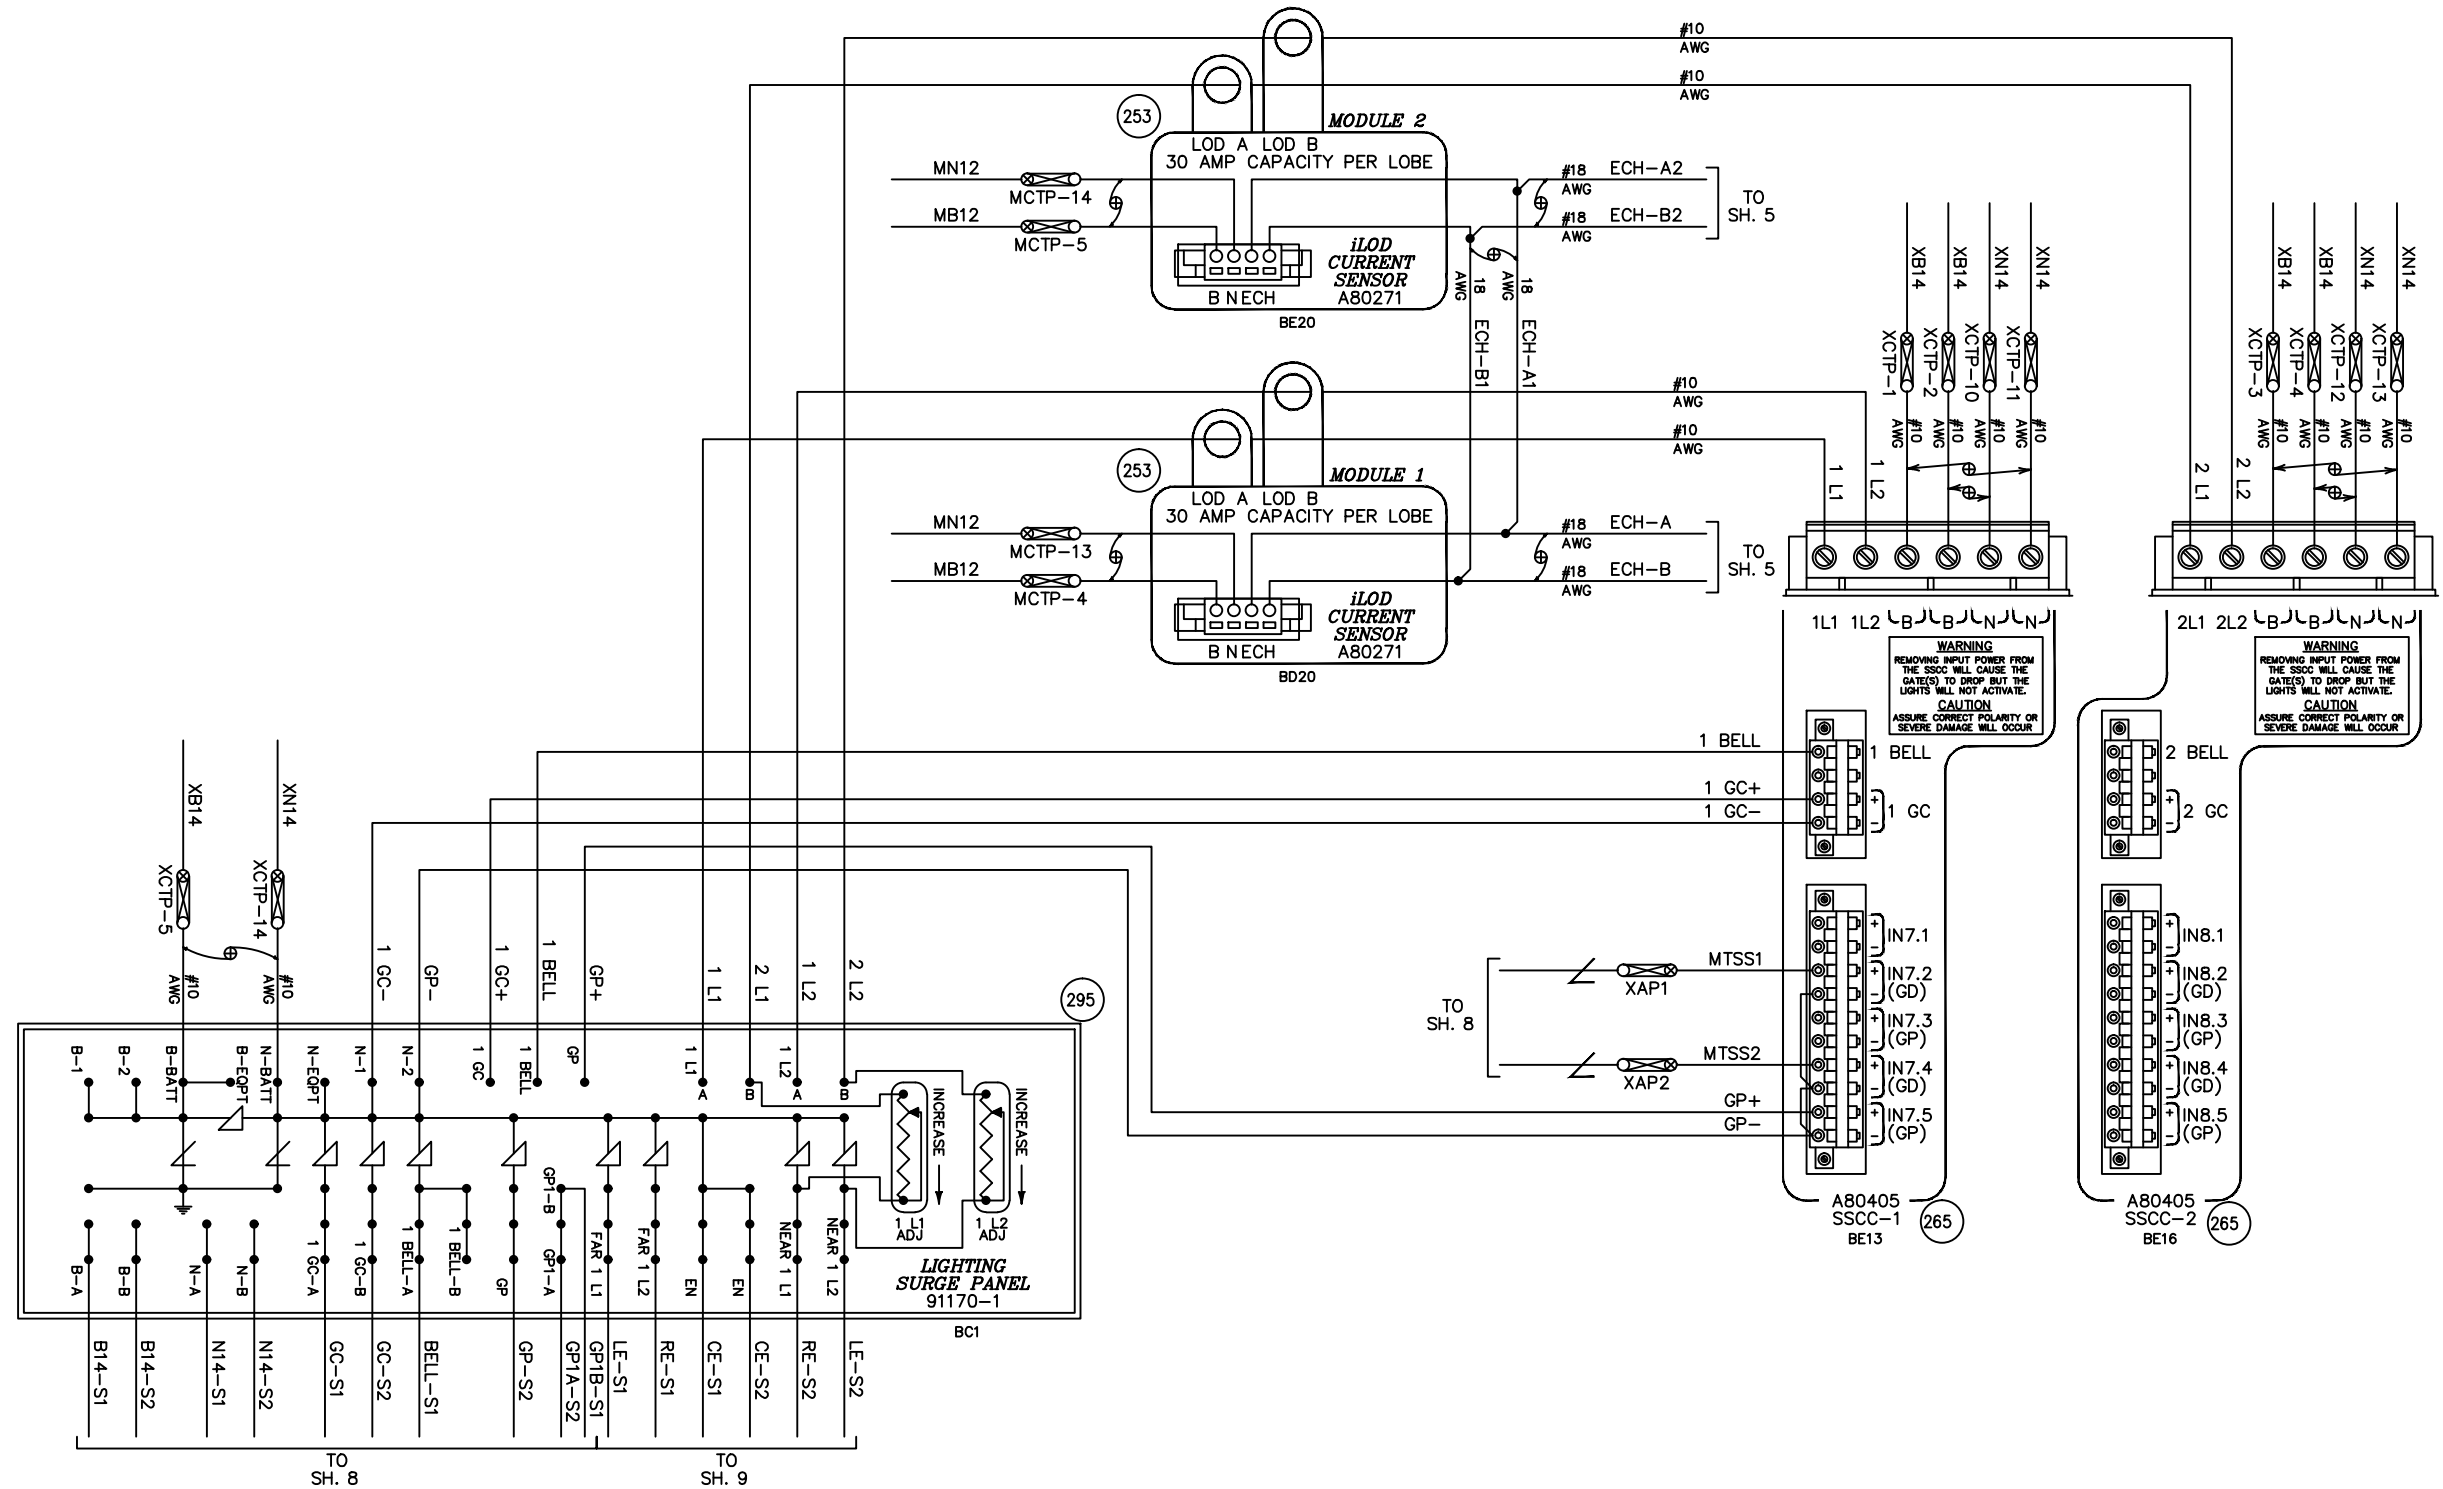 #10
AWG
#10
AWG
253
MODULE 2
LOD A LOD B
30 AMP CAPACITY PER LOBE
MN12
MCTP-14
MB12
MCTP-5
#18
AWG
ECH-A2
#18
AWG
ECH-B2
TO
SH. 5
iLOD
CURRENT
SENSOR
A80271
B N ECH
BE20
18
AWG
18
AWG
ECH-B1
ECH-A1
#10
AWG
#10
AWG
253
MODULE 1
LOD A LOD B
30 AMP CAPACITY PER LOBE
MN12
MCTP-13
MB12
MCTP-4
#18
AWG
ECH-A
#18
AWG
ECH-B
TO
SH. 5
iLOD
CURRENT
SENSOR
A80271
B N ECH
BD20
XB14
XB14
XN14
XN14
XCTP-1
XCTP-2
XCTP-10
XCTP-11
#10
AWG
#10
AWG
#10
AWG
#10
AWG
1 L1
1 L2
1L1 1L2 B B N N
WARNING
REMOVING INPUT POWER FROM
THE SSCC WILL CAUSE THE
GATE(S) TO DROP BUT THE
LIGHTS WILL NOT ACTIVATE.
CAUTION
ASSURE CORRECT POLARITY OR
SEVERE DAMAGE WILL OCCUR
XB14
XB14
XN14
XN14
XCTP-3
XCTP-4
XCTP-12
XCTP-13
#10
AWG
#10
AWG
#10
AWG
#10
AWG
2 L1
2 L2
2L1 2L2 B B N N
WARNING
REMOVING INPUT POWER FROM
THE SSCC WILL CAUSE THE
GATE(S) TO DROP BUT THE
LIGHTS WILL NOT ACTIVATE.
CAUTION
ASSURE CORRECT POLARITY OR
SEVERE DAMAGE WILL OCCUR
1 BELL
1 GC+
1 GC-
1 BELL
+
1 GC
-
2 BELL
+
2 GC
-
TO
SH. 8
MTSS1
XAP1
MTSS2
XAP2
GP+
GP-
+
IN7.1
-
+
IN7.2
(GD)
-
+
IN7.3
(GP)
-
+
IN7.4
(GD)
-
+
IN7.5
(GP)
-
A80405
SSCC-1
265
BE13
+
IN8.1
-
+
IN8.2
(GD)
-
+
IN8.3
(GP)
-
+
IN8.4
(GD)
-
+
IN8.5
(GP)
-
A80405
SSCC-2
265
BE16
XB14
XN14
XCTP-5
XCTP-14
#10
AWG
#10
AWG
1 GC-
GP-
1 GC+
1 BELL
GP+
1 L1
2 L1
1 L2
2 L2
295
B-1
B-2
B-BATT
B-EQPT
N-BATT
N-EQPT
N-1
N-2
1 GC
1 BELL
GP
1 L1
A
B
1 L2
A
B
INCREASE
INCREASE
1 L1
ADJ
1 L2
ADJ
B-A
B-B
N-A
N-B
1 GC-A
1 GC-B
1 BELL-A
1 BELL-B
GP
GP1-B
GP1-A
FAR 1 L1
FAR 1 L2
EN
EN
NEAR 1 L1
NEAR 1 L2
LIGHTING
SURGE PANEL
91170-1
BC1
B14-S1
B14-S2
N14-S1
N14-S2
GC-S1
GC-S2
BELL-S1
GP-S2
GP1A-S2
GP1B-S1
LE-S1
RE-S1
CE-S1
CE-S2
RE-S2
LE-S2
TO
SH. 8
TO
SH. 9